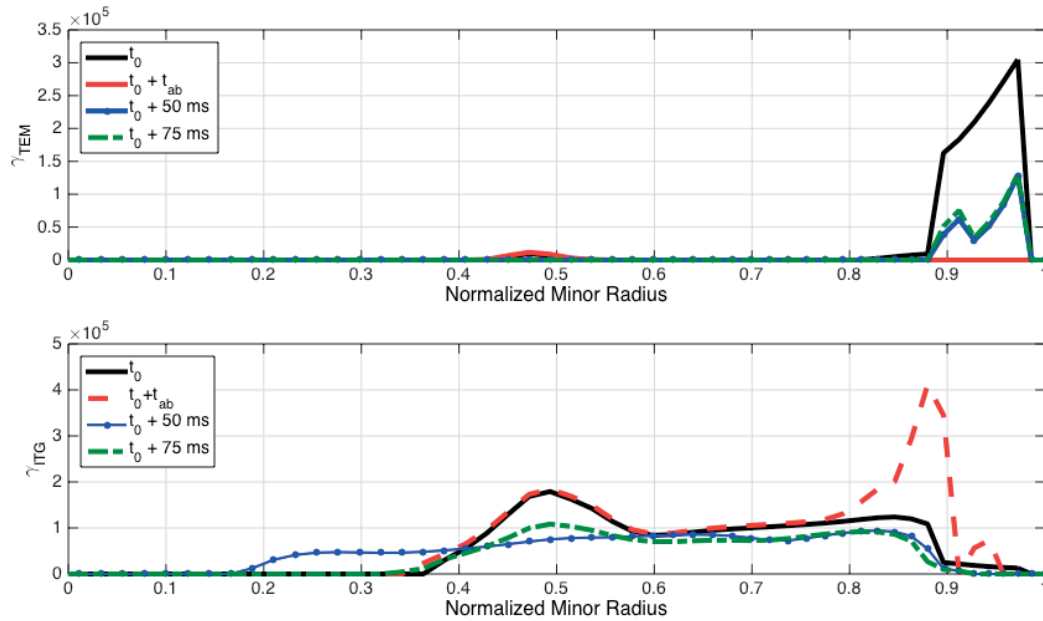 ×10^5
3.5
3
2.5
2
1.5
1
0.5
0
γ_TEM
t_0
t_0 + t_ab
t_0 + 50 ms
t_0 + 75 ms
0 0.1 0.2 0.3 0.4 0.5 0.6 0.7 0.8 0.9 1
Normalized Minor Radius
×10^5
5
4
3
2
1
0
γ_ITG
t_0
t_0+t_ab
t_0 + 50 ms
t_0 + 75 ms
0 0.1 0.2 0.3 0.4 0.5 0.6 0.7 0.8 0.9 1
Normalized Minor Radius